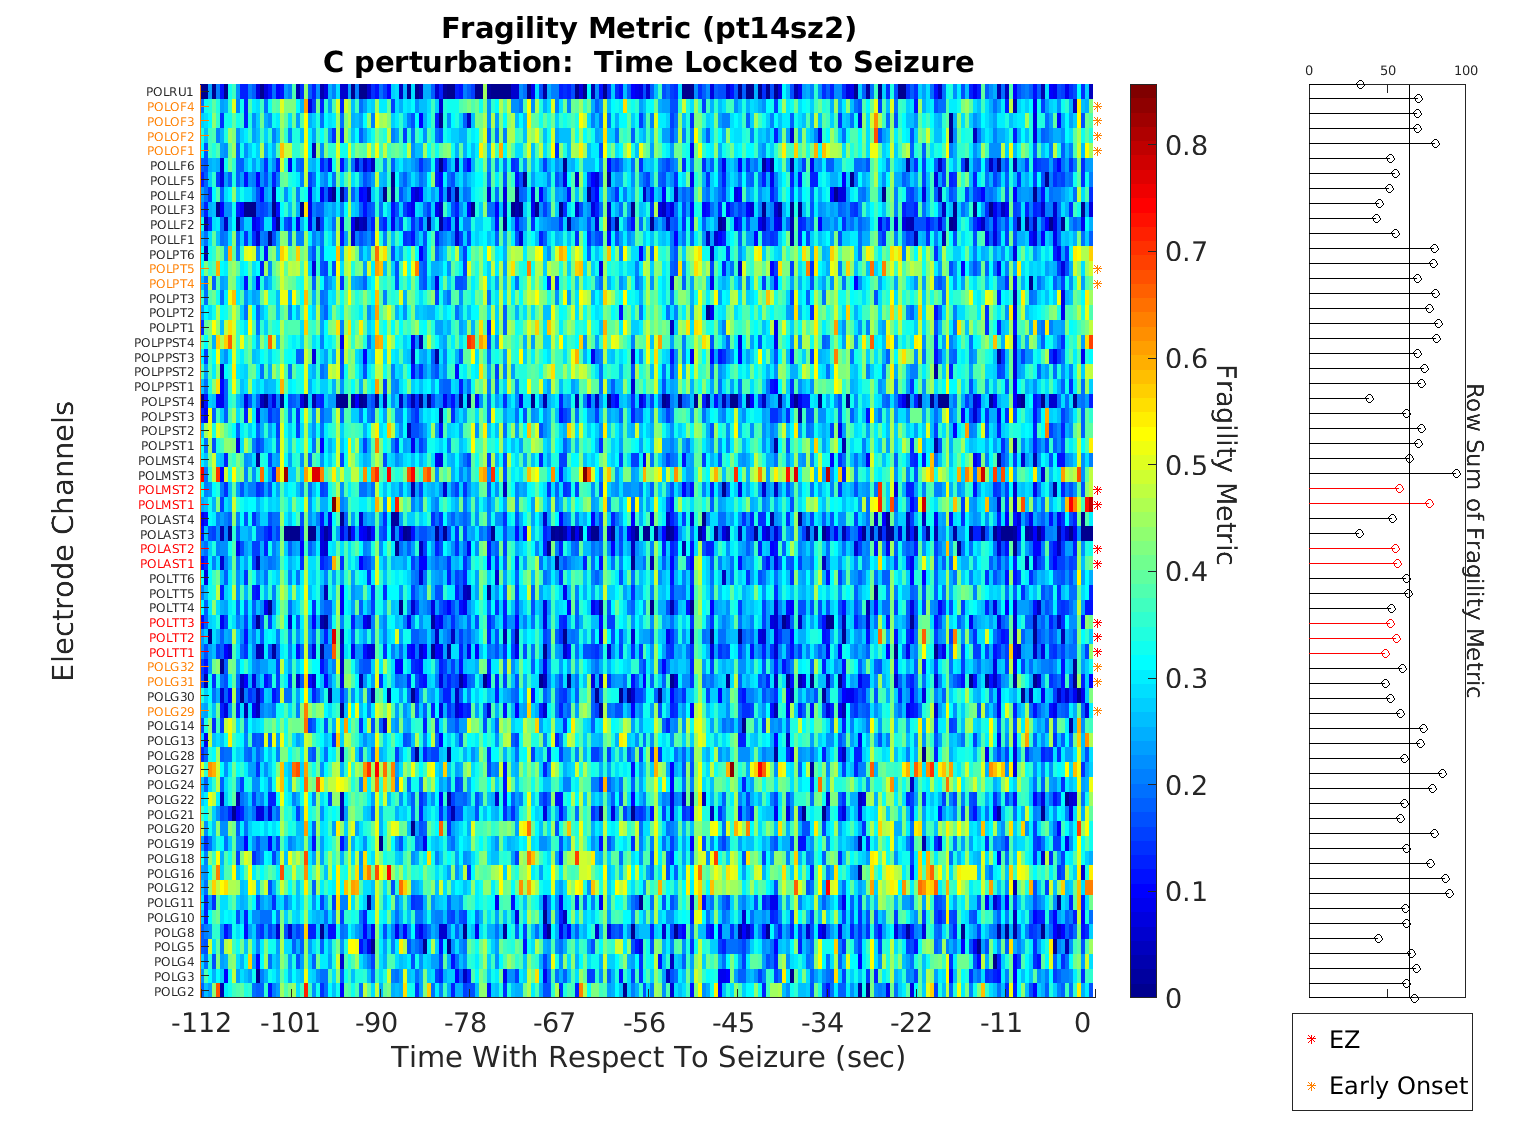 Fragility Metric (pt14sz2)
C perturbation:  Time Locked to Seizure
Electrode Channels
POLRU1
POLOF4
POLOF3
POLOF2
POLOF1
POLLF6
POLLF5
POLLF4
POLLF3
POLLF2
POLLF1
POLPT6
POLPT5
POLPT4
POLPT3
POLPT2
POLPT1
POLPPST4
POLPPST3
POLPPST2
POLPPST1
POLPST4
POLPST3
POLPST2
POLPST1
POLMST4
POLMST3
POLMST2
POLMST1
POLAST4
POLAST3
POLAST2
POLAST1
POLTT6
POLTT5
POLTT4
POLTT3
POLTT2
POLTT1
POLG32
POLG31
POLG30
POLG29
POLG14
POLG13
POLG28
POLG27
POLG24
POLG22
POLG21
POLG20
POLG19
POLG18
POLG16
POLG12
POLG11
POLG10
POLG8
POLG5
POLG4
POLG3
POLG2
-112 -101 -90 -78 -67 -56 -45 -34 -22 -11 0
Time With Respect To Seizure (sec)
0.8
0.7
0.6
0.5
0.4
0.3
0.2
0.1
0
Fragility Metric
0 50 100
Row Sum of Fragility Metric
EZ
Early Onset